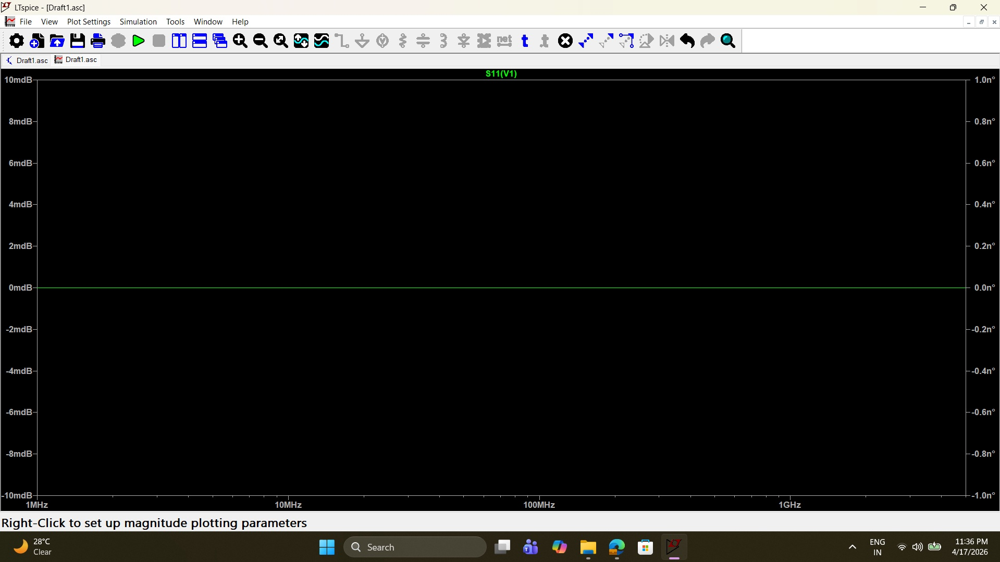 LTspice - [Draft1.asc]
File View Plot Settings Simulation Tools Window Help
net t .t
Draft1.asc Draft1.asc
S11(V1)
10mdB 1.0n°
8mdB 0.8n°
6mdB 0.6n°
4mdB 0.4n°
2mdB 0.2n°
0mdB 0.0n°
-2mdB -0.2n°
-4mdB -0.4n°
-6mdB -0.6n°
-8mdB -0.8n°
-10mdB -1.0n°
1MHz 10MHz 100MHz 1GHz
Right-Click to set up magnitude plotting parameters
28°C
Clear
Search
ENG
IN
11:36 PM
4/17/2026